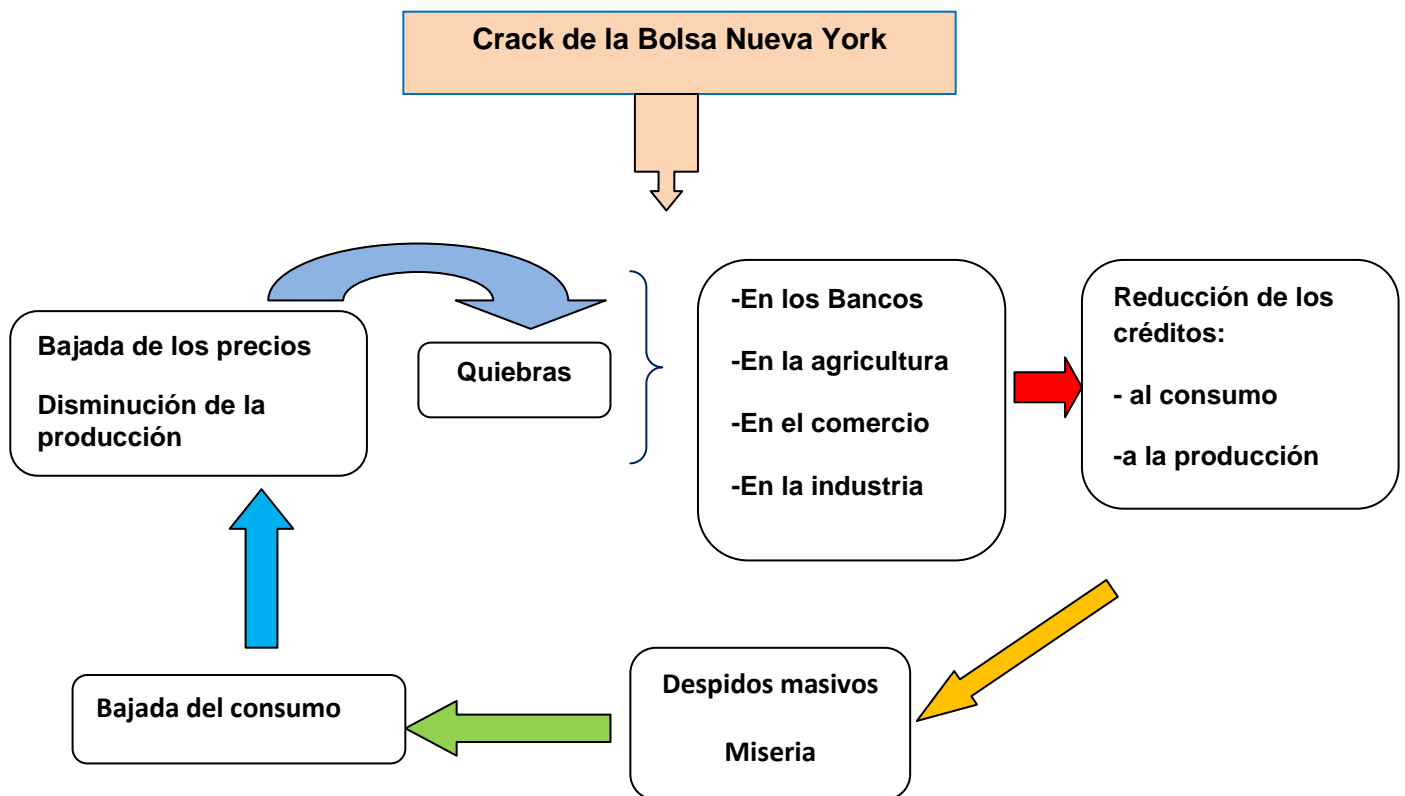 Crack de la Bolsa Nueva York
Bajada de los precios
Disminución de la
producción
Quiebras
-En los Bancos
-En la agricultura
-En el comercio
-En la industria
Reducción de los
créditos:
- al consumo
-a la producción
Despidos masivos
Miseria
Bajada del consumo